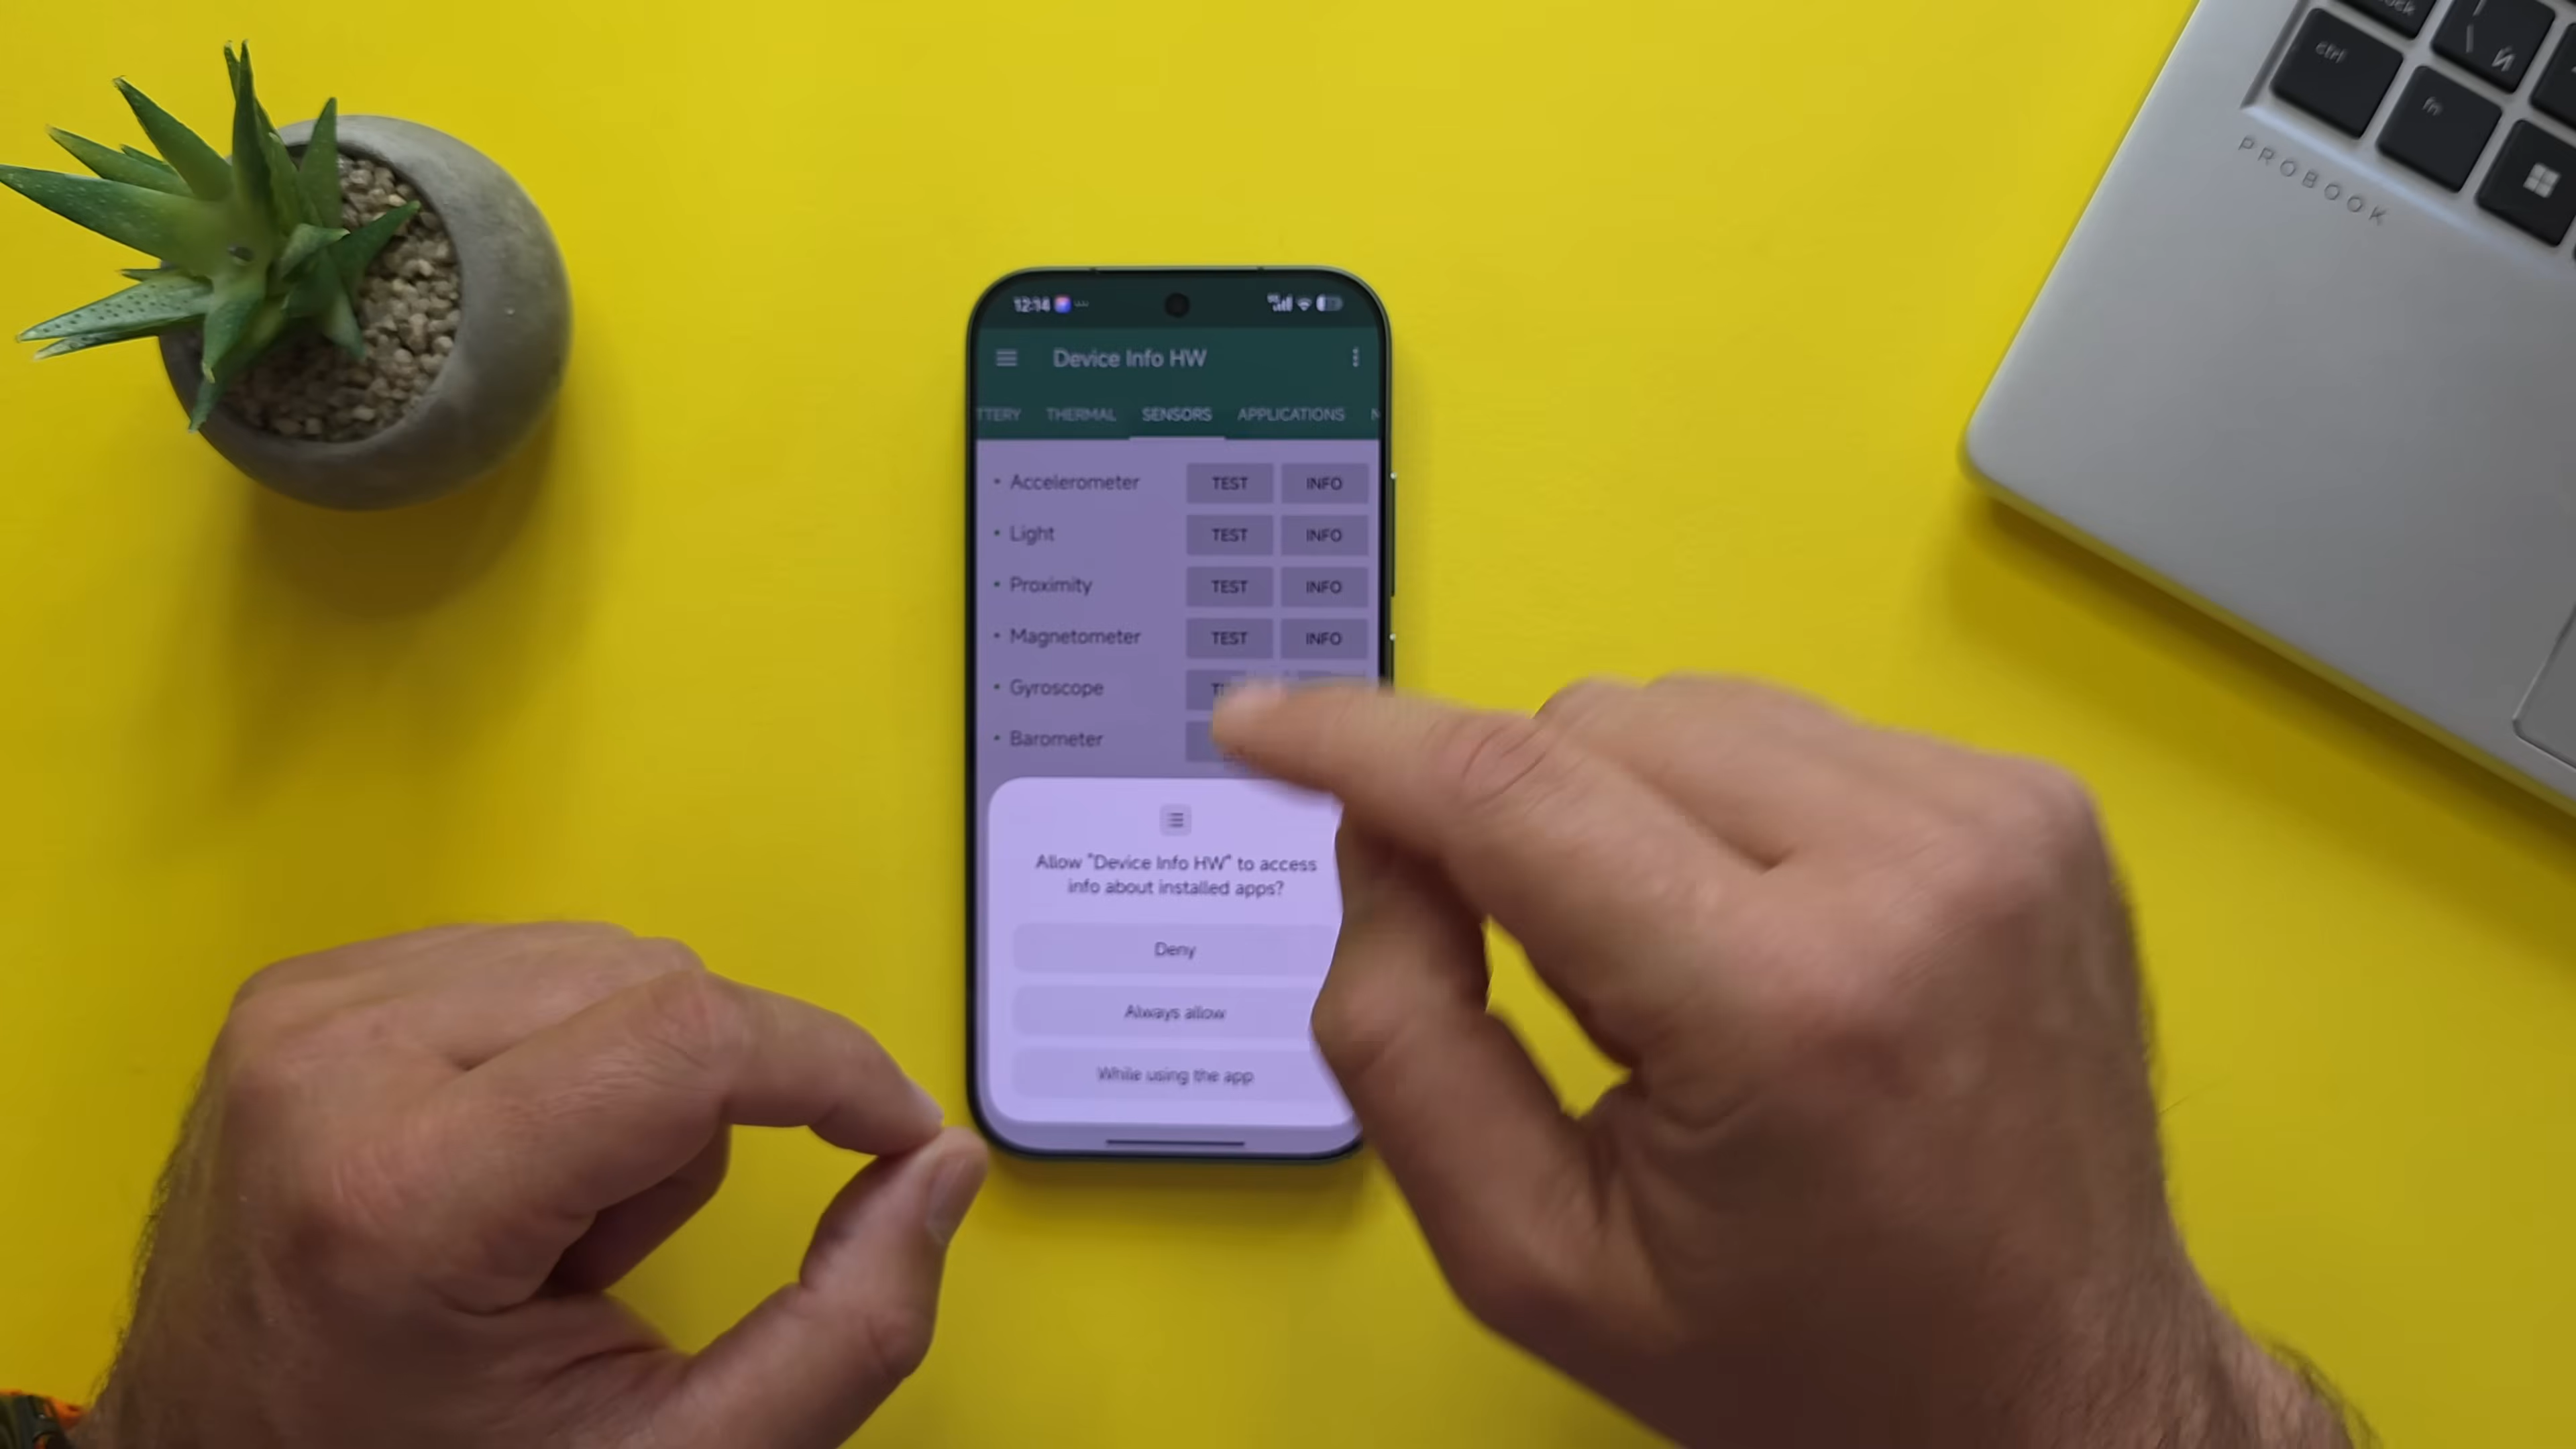 ctrl
fn
PROBOOK
12:14
Device Info HW
TTERY THERMAL SENSORS APPLICATIONS N
• Accelerometer TEST INFO
• Light TEST INFO
• Proximity TEST INFO
• Magnetometer TEST INFO
• Gyroscope
• Barometer
Allow "Device Info HW" to access
info about installed apps?
Deny
Always allow
While using the app